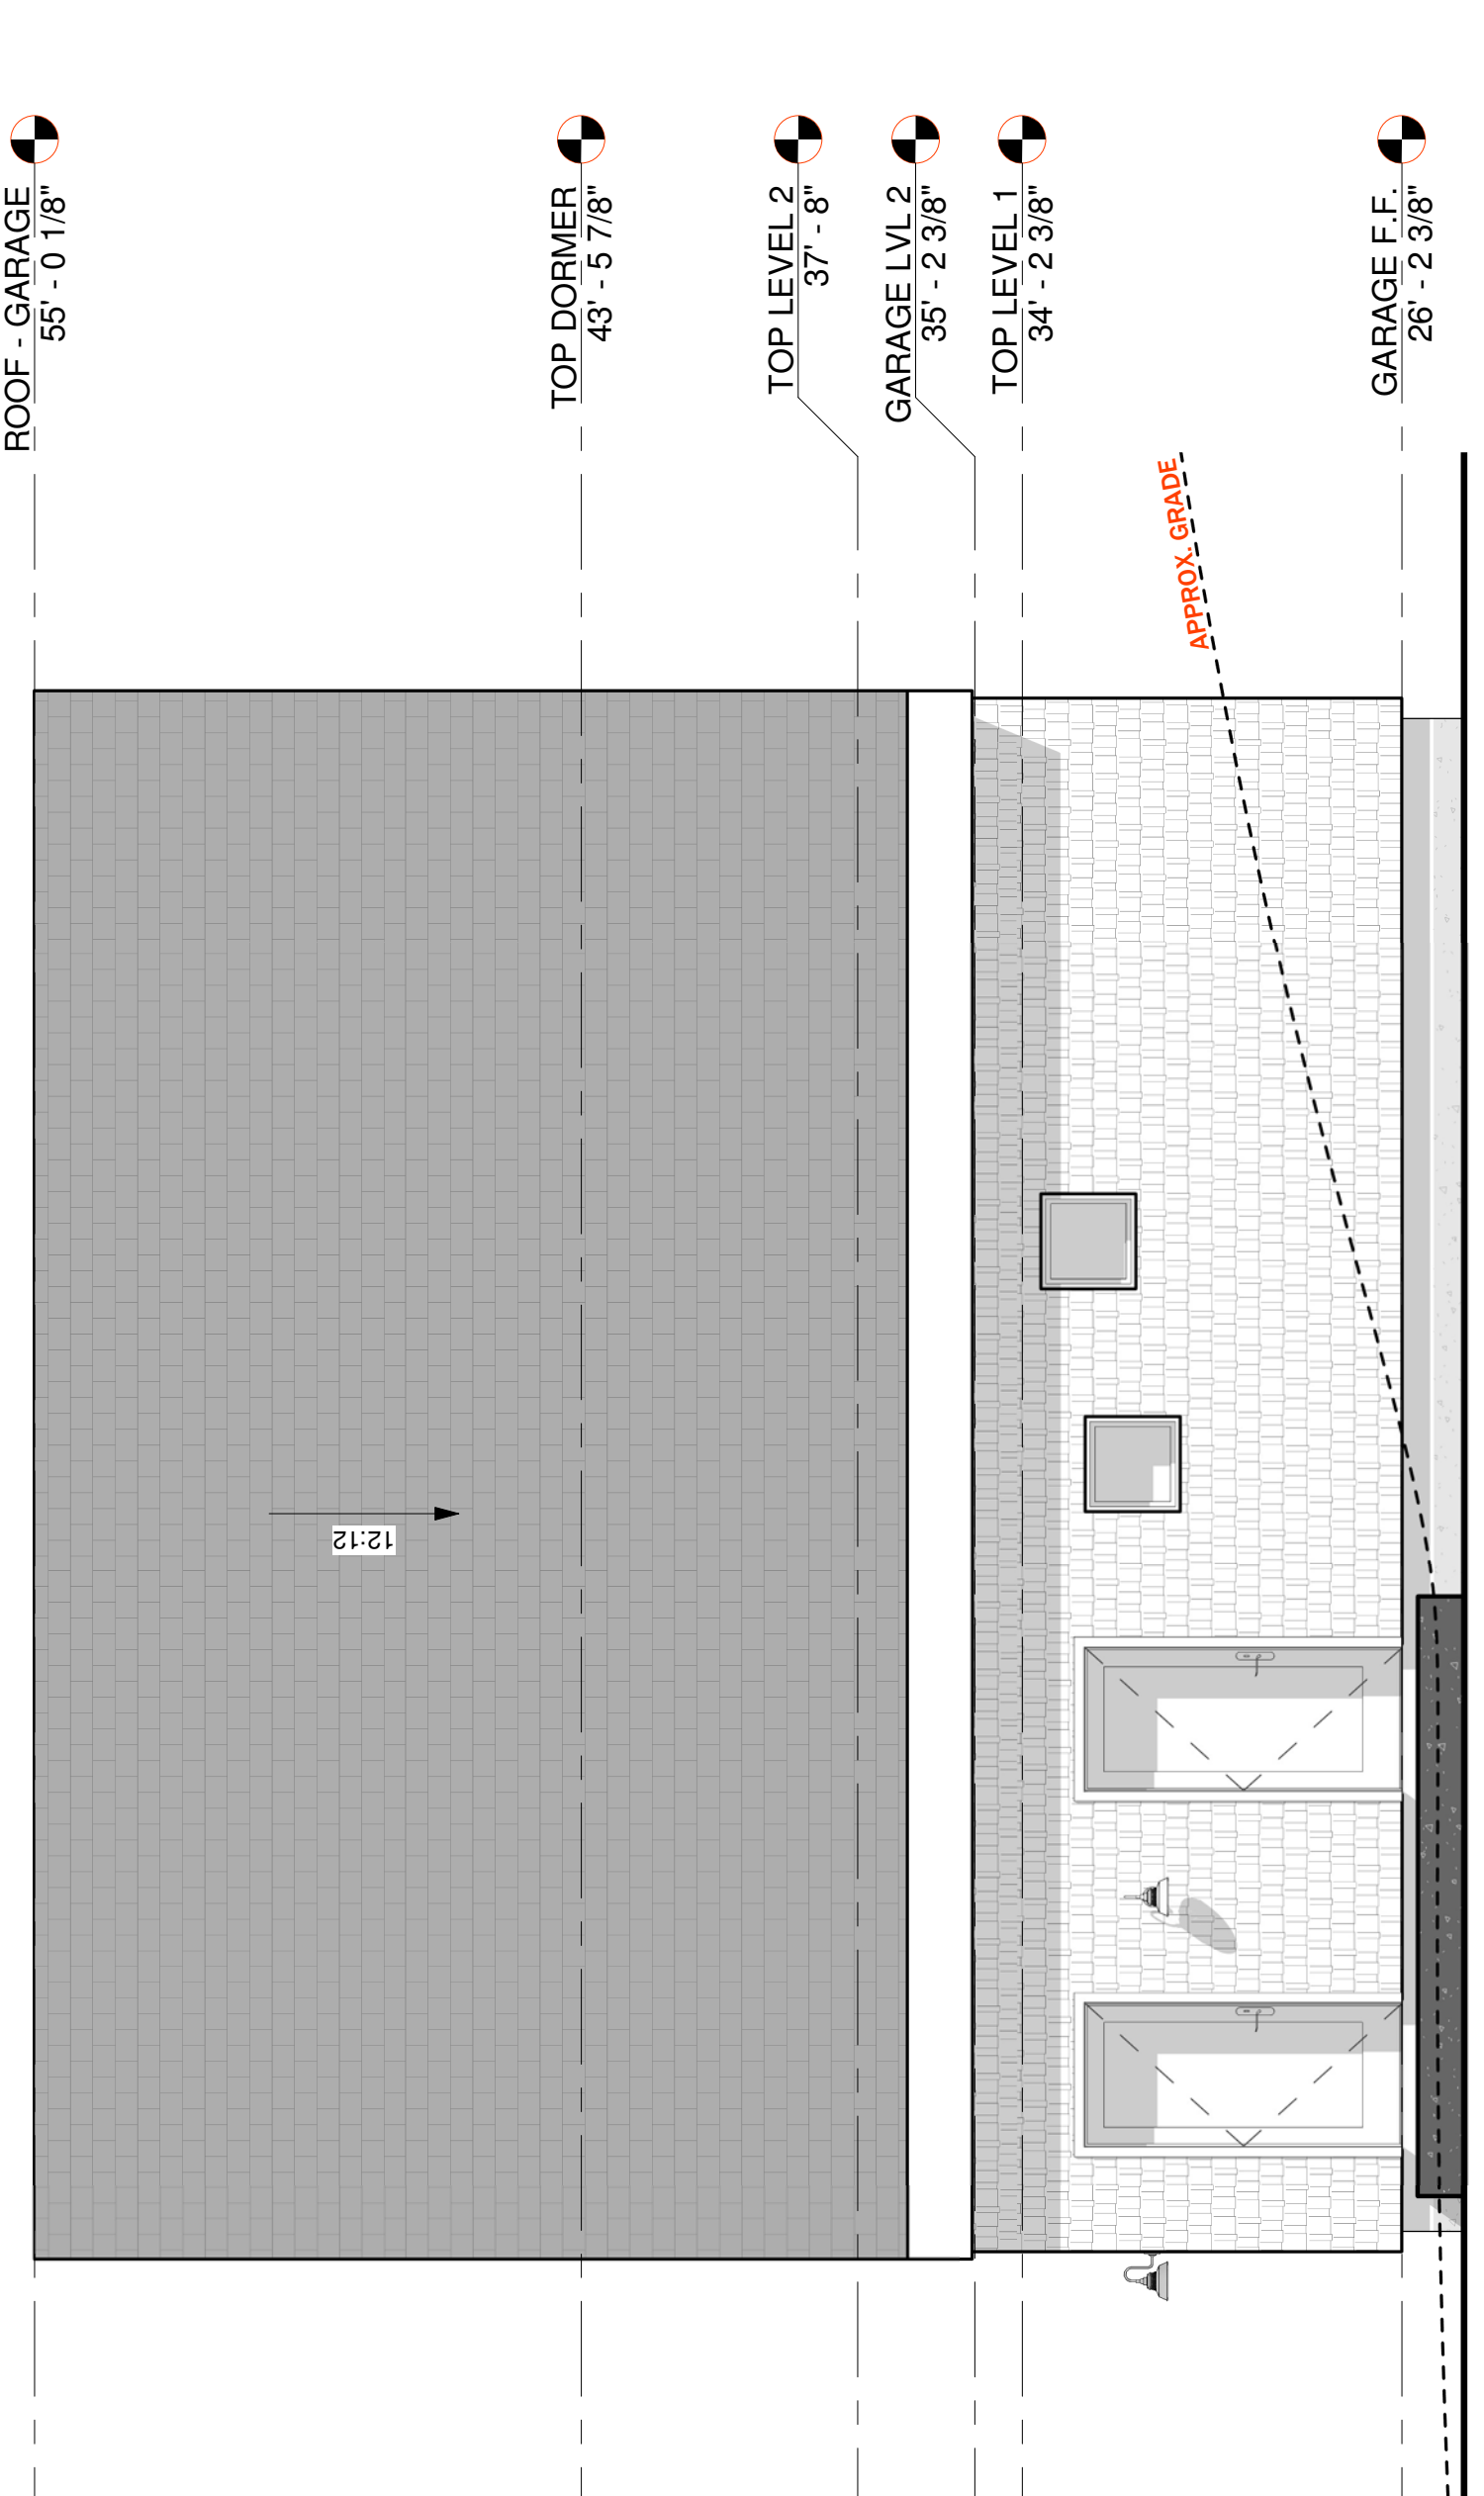 ROOF - GARAGE
55' - 0 1/8"
TOP DORMER
43' - 5 7/8"
TOP LEVEL 2
37' - 8"
GARAGE LVL 2
35' - 2 3/8"
TOP LEVEL 1
34' - 2 3/8"
GARAGE F.F.
26' - 2 3/8"
APPROX. GRADE
12:12